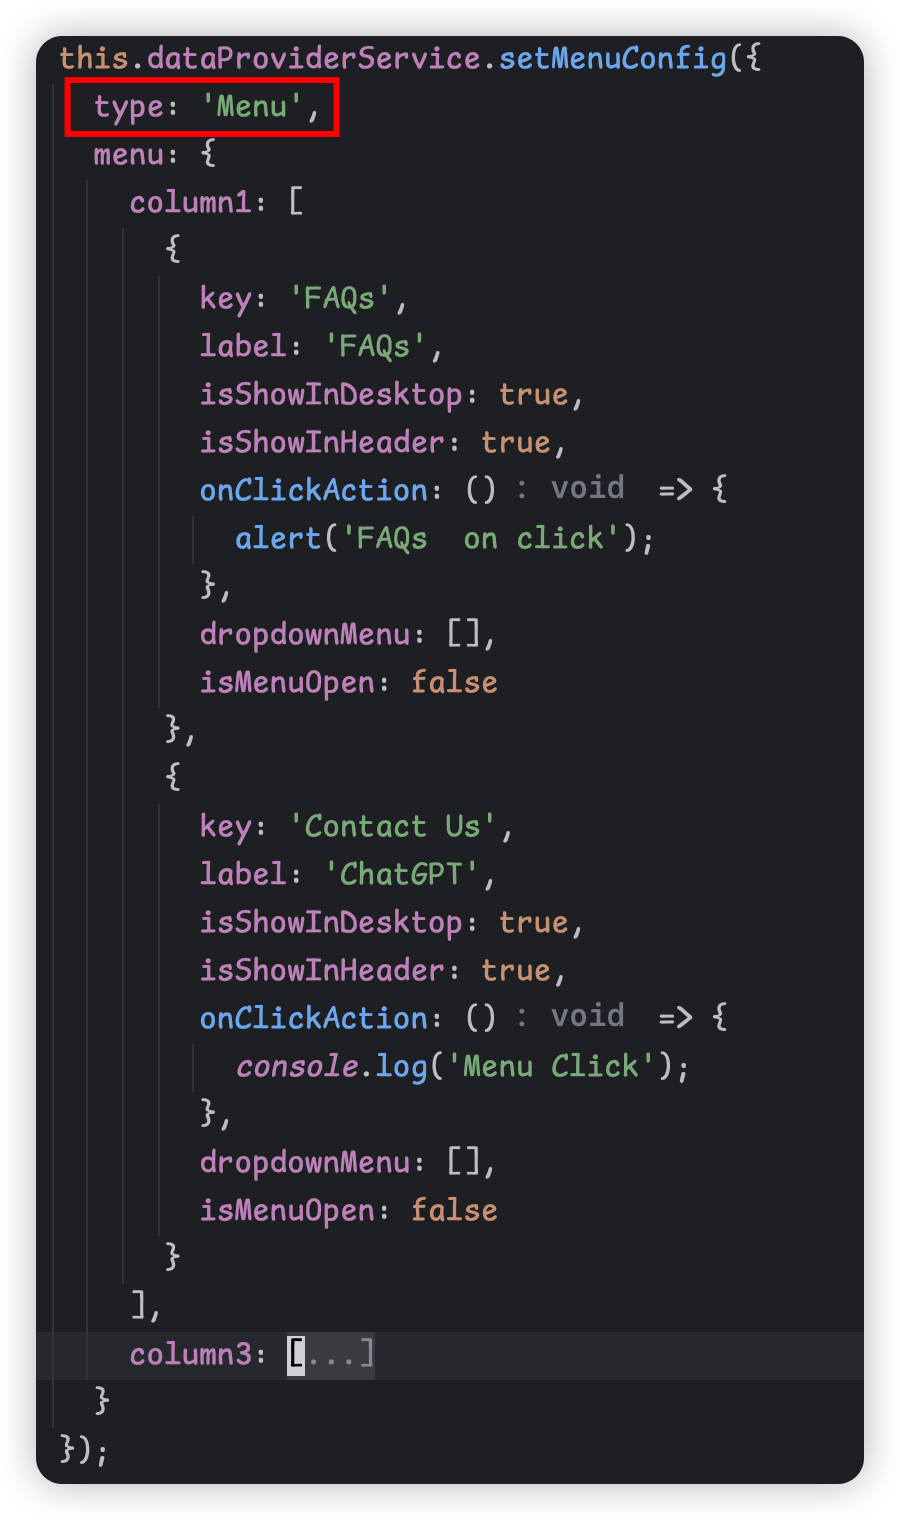 this.dataProviderService.setMenuConfig({
type: 'Menu',
menu: {
column1: [
{
key: 'FAQs',
label: 'FAQs',
isShowInDesktop: true,
isShowInHeader: true,
onClickAction: () : void => {
alert('FAQs  on click');
},
dropdownMenu: [],
isMenuOpen: false
},
{
key: 'Contact Us',
label: 'ChatGPT',
isShowInDesktop: true,
isShowInHeader: true,
onClickAction: () : void => {
console.log('Menu Click');
},
dropdownMenu: [],
isMenuOpen: false
}
],
column3: [...]
}
});